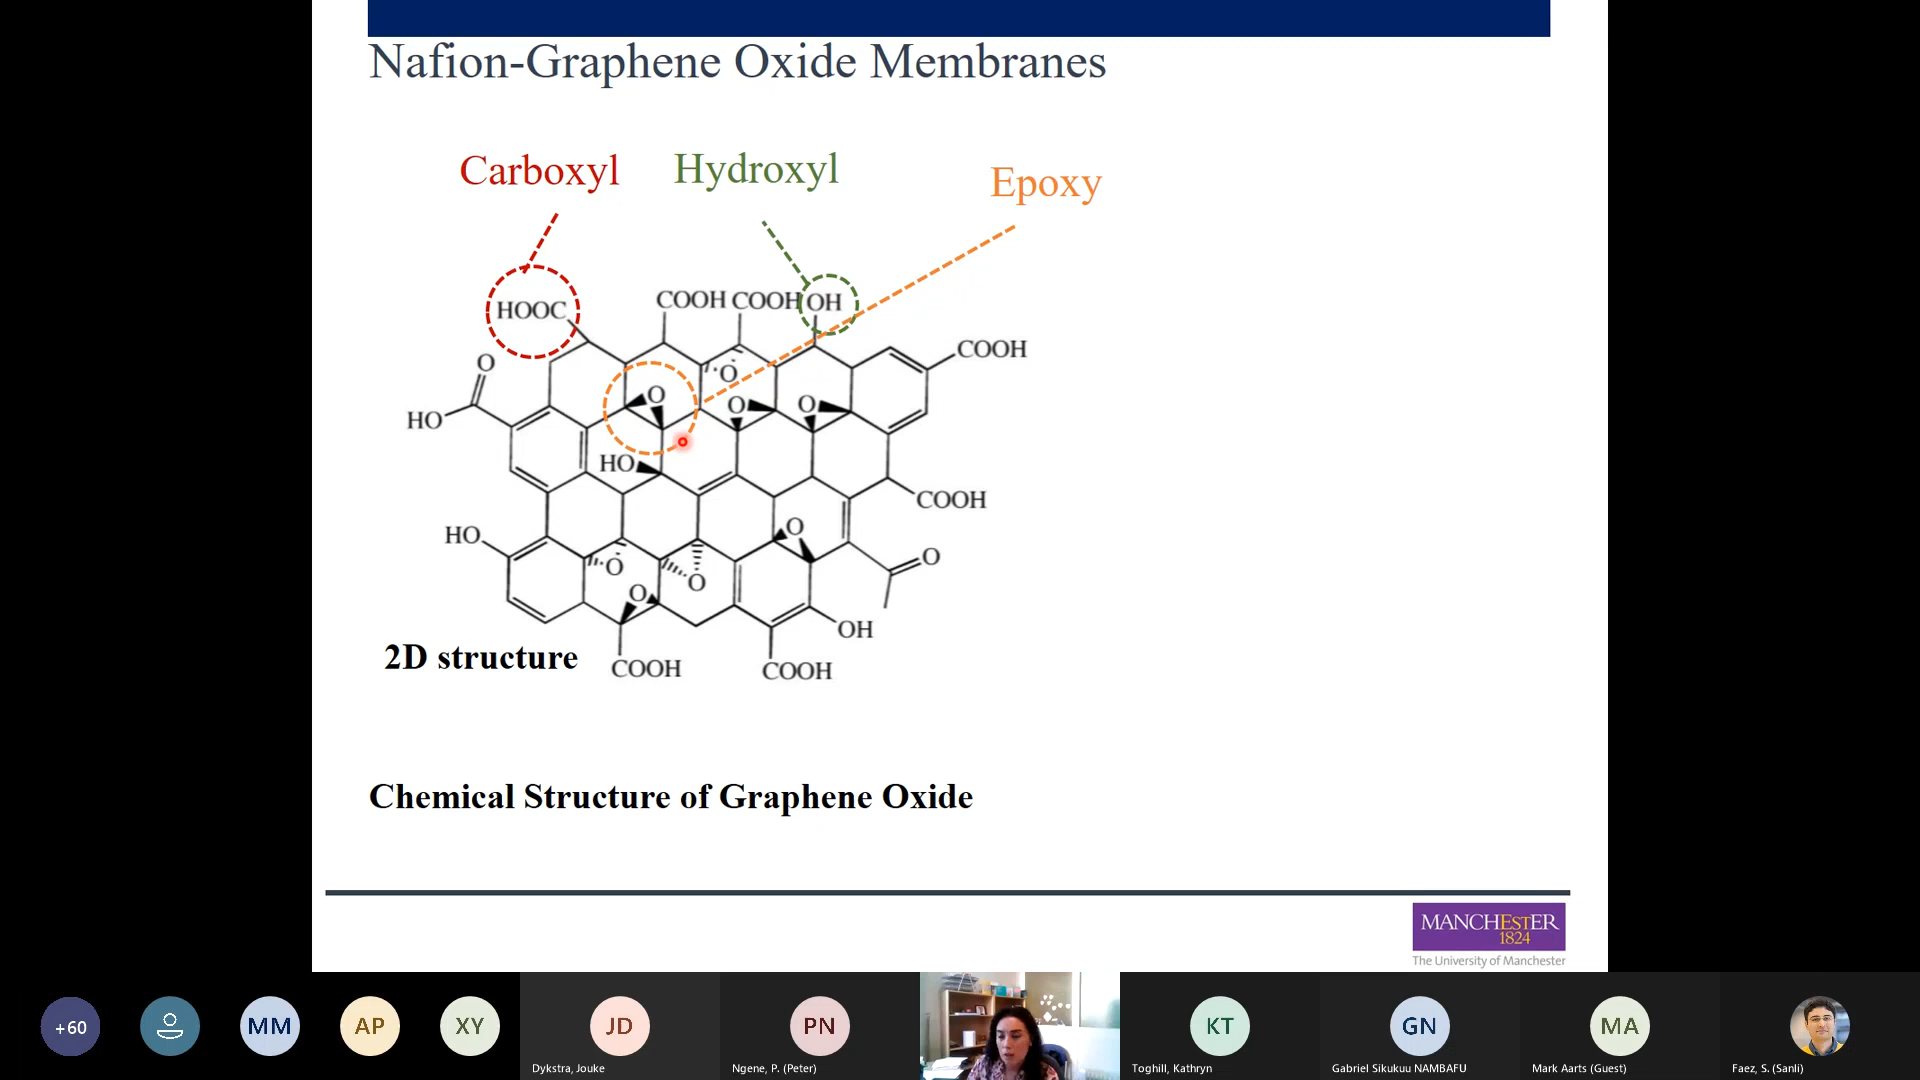 Nafion-Graphene Oxide Membranes
Carboxyl
Hydroxyl
Epoxy
HOOC
COOH
COOH
OH
COOH
O
O
O
O
O
HO
HO
COOH
HO
O
O
O
O
O
OH
2D structure
COOH
COOH
Chemical Structure of Graphene Oxide
MANCHESTER
1824
The University of Manchester
+60
MM
AP
XY
JD
PN
KT
GN
MA
Dykstra, Jouke
Ngene, P. (Peter)
Toghill, Kathryn
Gabriel Sikukuu NAMBAFU
Mark Aarts (Guest)
Faez, S. (Sanli)